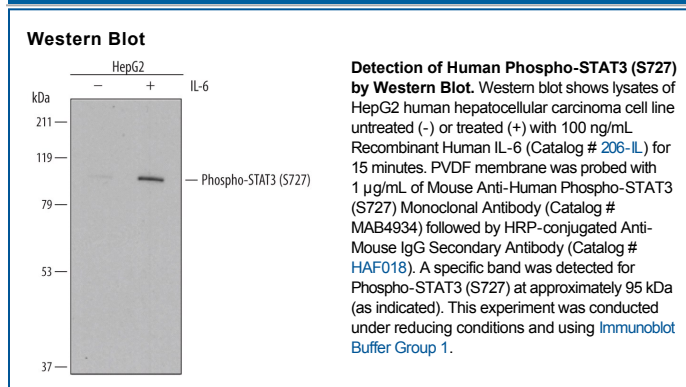 Western Blot
HepG2
− + IL-6
kDa
211
119
Phospho-STAT3 (S727)
79
53
37
Detection of Human Phospho-STAT3 (S727)
by Western Blot. Western blot shows lysates of
HepG2 human hepatocellular carcinoma cell line
untreated (-) or treated (+) with 100 ng/mL
Recombinant Human IL-6 (Catalog # 206-IL) for
15 minutes. PVDF membrane was probed with
1 µg/mL of Mouse Anti-Human Phospho-STAT3
(S727) Monoclonal Antibody (Catalog #
MAB4934) followed by HRP-conjugated Anti-
Mouse IgG Secondary Antibody (Catalog #
HAF018). A specific band was detected for
Phospho-STAT3 (S727) at approximately 95 kDa
(as indicated). This experiment was conducted
under reducing conditions and using Immunoblot
Buffer Group 1.